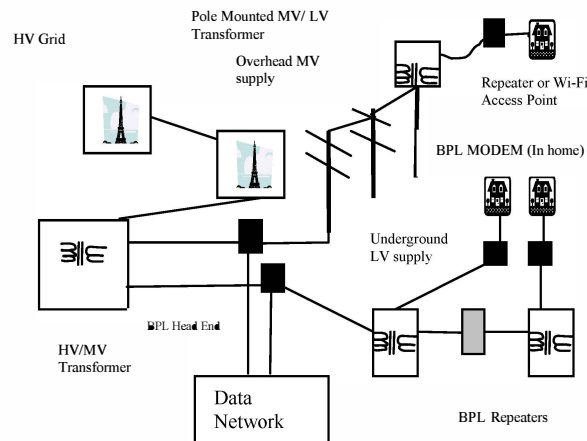 Pole Mounted MV/ LV
Transformer
HV Grid
Overhead MV
supply
Repeater or Wi-Fi
Access Point
BPL MODEM (In home)
Underground
LV supply
BPL Head End
HV/MV
Transformer
Data
Network
BPL Repeaters